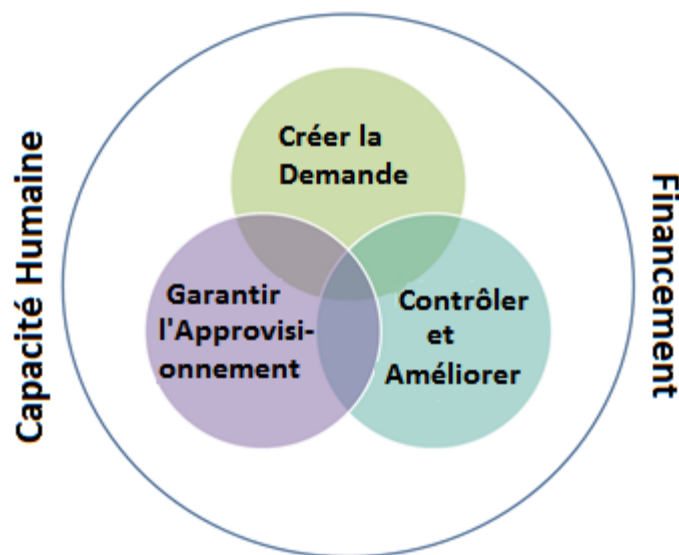 Créer la
Demande
Garantir
l'Approvisi-
onnement
Contrôler
et
Améliorer
Capacité Humaine
Financement